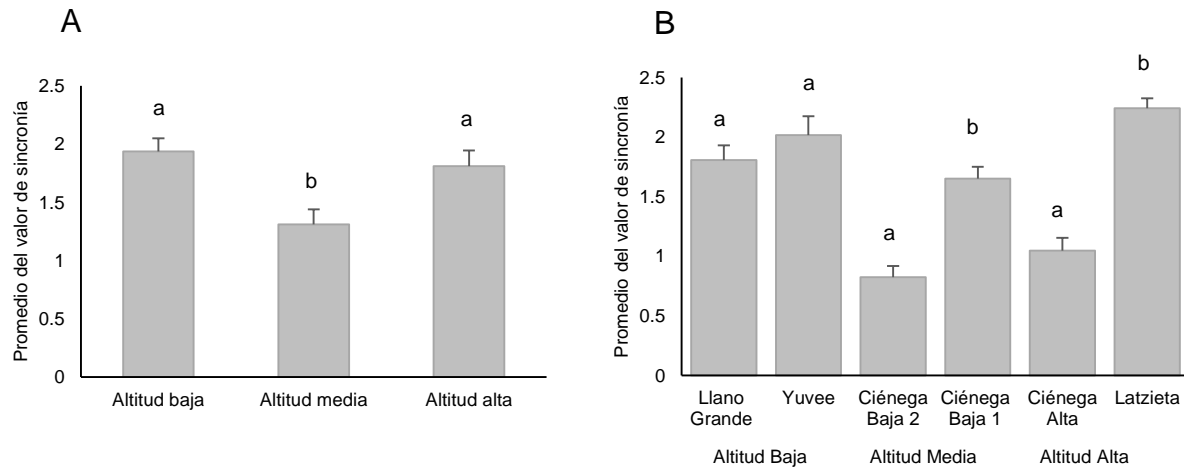 A
Promedio del valor de sincronía
2.5
2
1.5
1
0.5
0
a
b
a
Altitud baja
Altitud media
Altitud alta
B
Promedio del valor de sincronía
2.5
2
1.5
1
0.5
0
a
a
a
b
a
b
Llano
Grande
Yuvee
Ciénega
Baja 2
Ciénega
Baja 1
Ciénega
Alta
Latzieta
Altitud Baja
Altitud Media
Altitud Alta